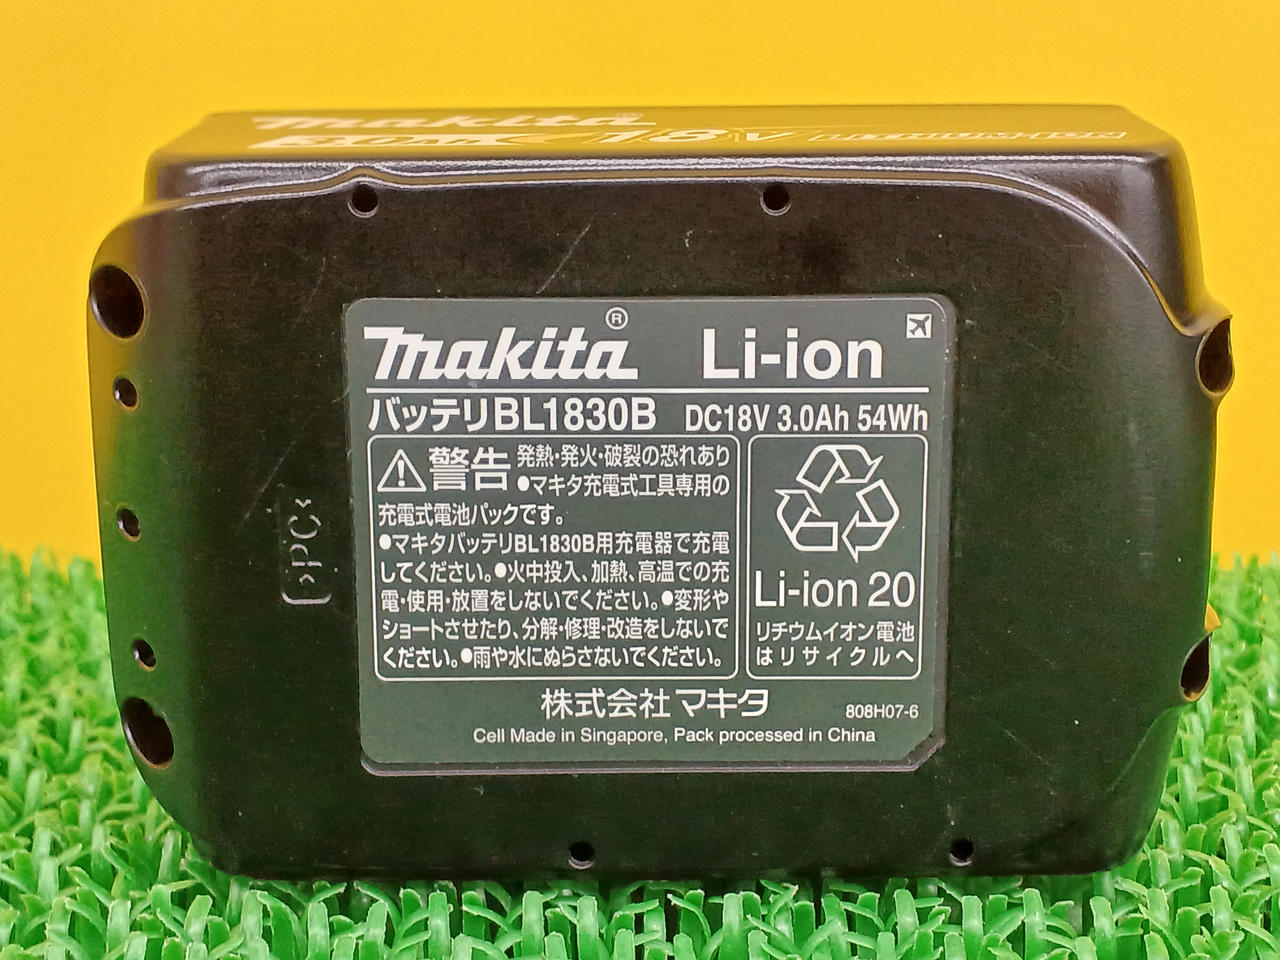 makita
3.0Ah 18V LITHIUM-ION
makita® Li-ion
バッテリBL1830B DC18V 3.0Ah 54Wh
警告 発熱・発火・破裂の恐れあり
●マキタ充電式工具専用の
充電式電池パックです。
●マキタバッテリBL1830B用充電器で充電
してください。●火中投入、加熱、高温での充
電・使用・放置をしないでください。●変形や
ショートさせたり、分解・修理・改造をしないで
ください。●雨や水にぬらさないでください。
Li-ion 20
リチウムイオン電池
はリサイクルへ
株式会社マキタ 808H07-6
Cell Made in Singapore, Pack processed in China
>PC<